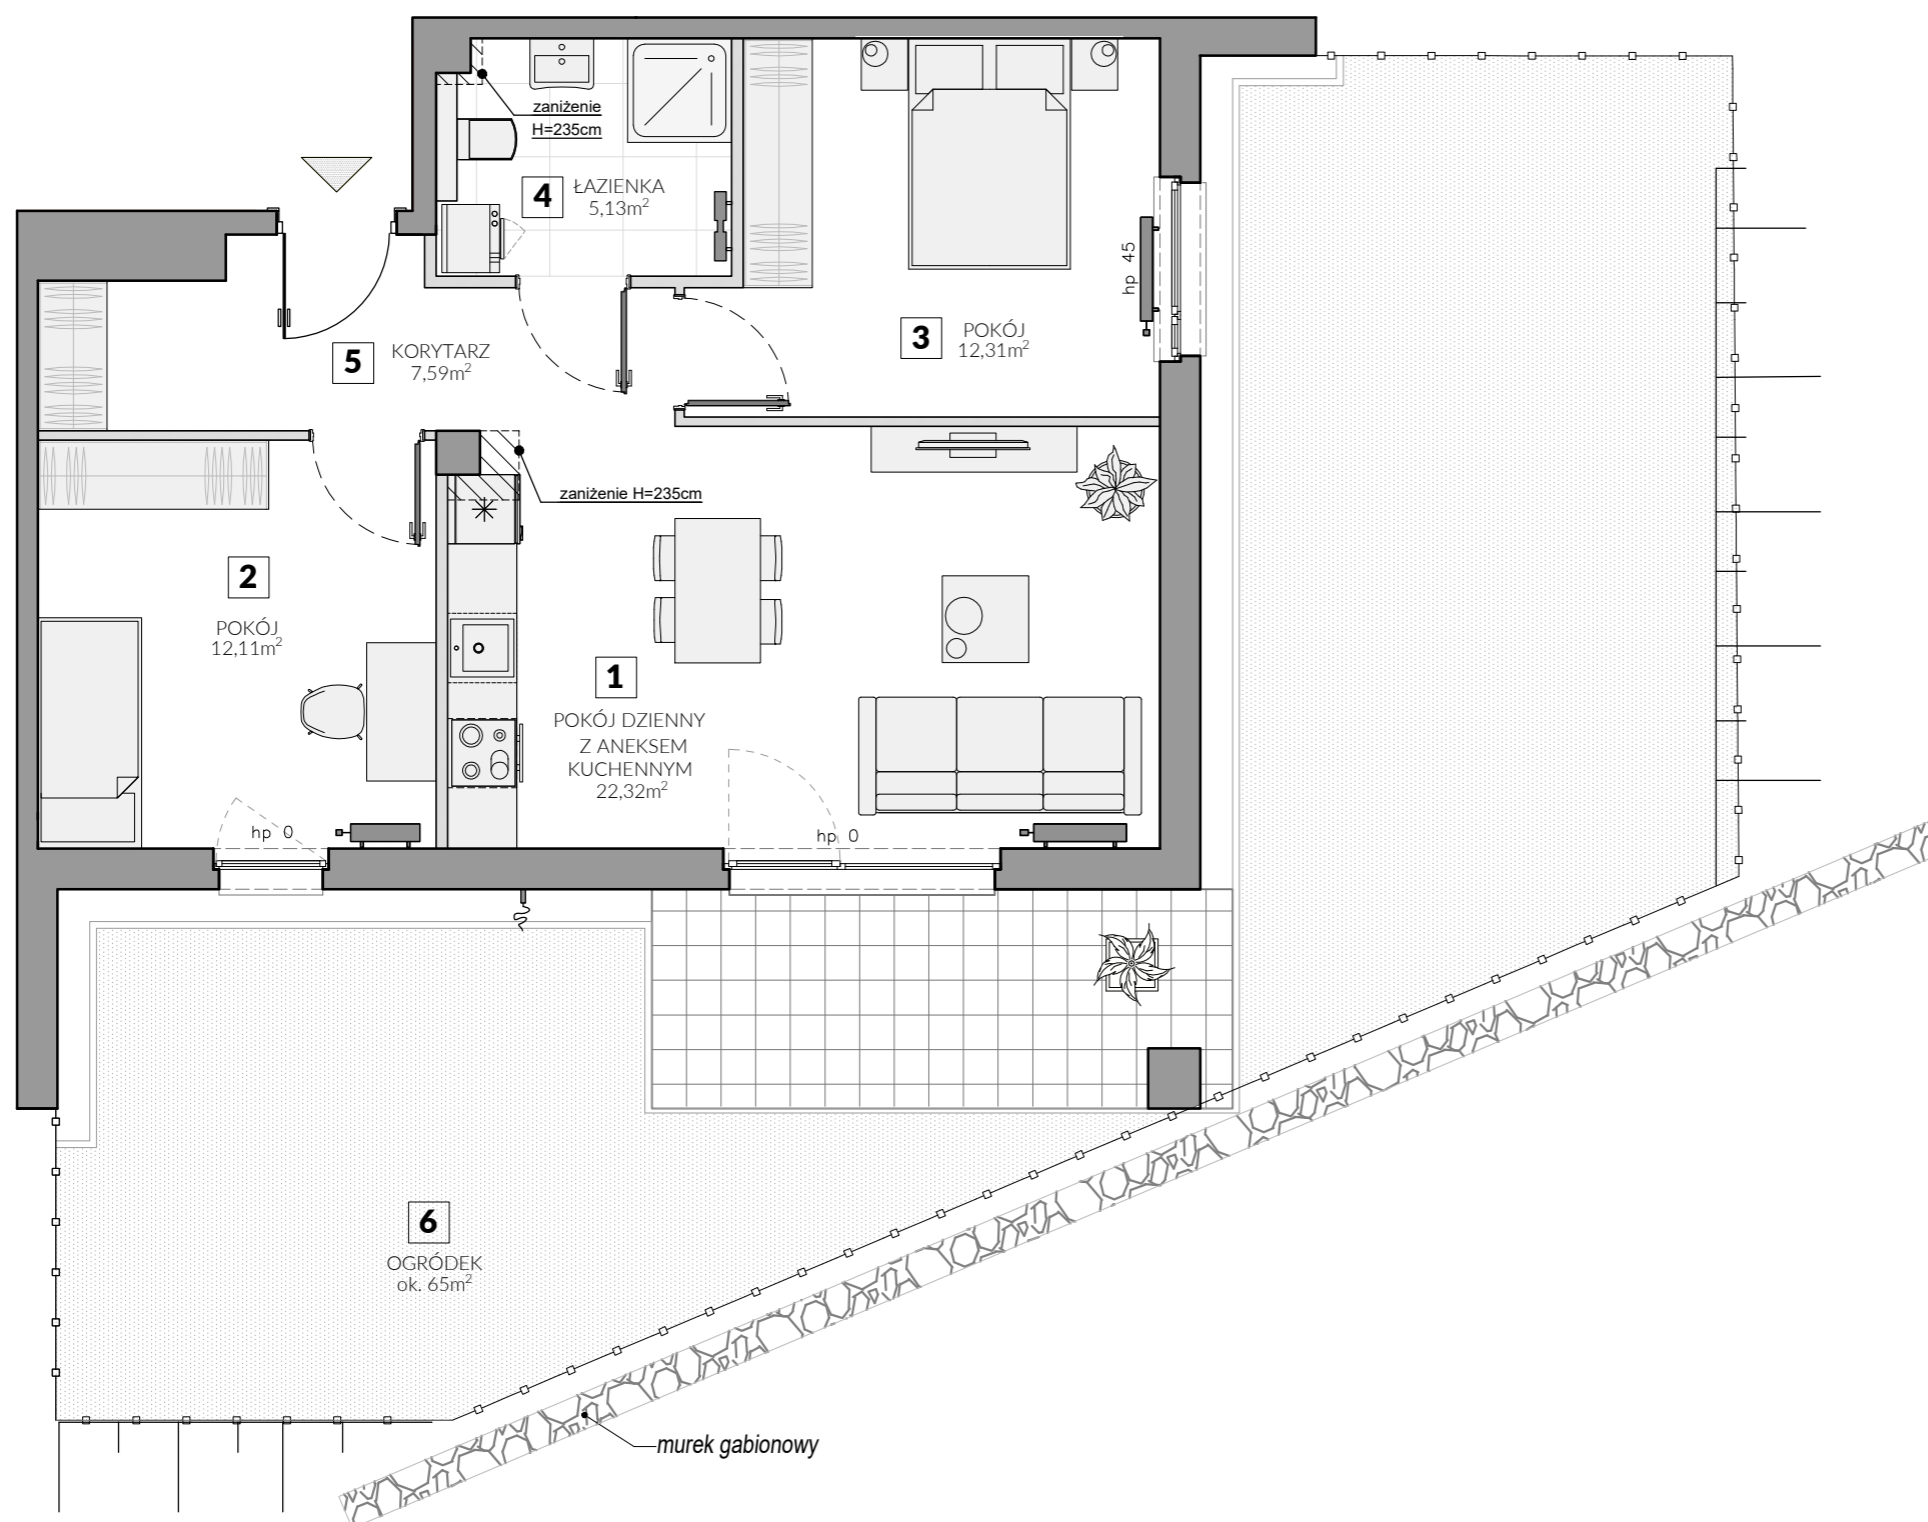 zaniżenie
H=235cm
4
ŁAZIENKA
5,13m²
hp 45
3
POKÓJ
12,31m²
5
KORYTARZ
7,59m²
zaniżenie H=235cm
2
POKÓJ
12,11m²
1
POKÓJ DZIENNY
Z ANEKSEM
KUCHENNYM
22,32m²
hp 0
hp 0
6
OGRÓDEK
ok. 65m²
murek gabionowy